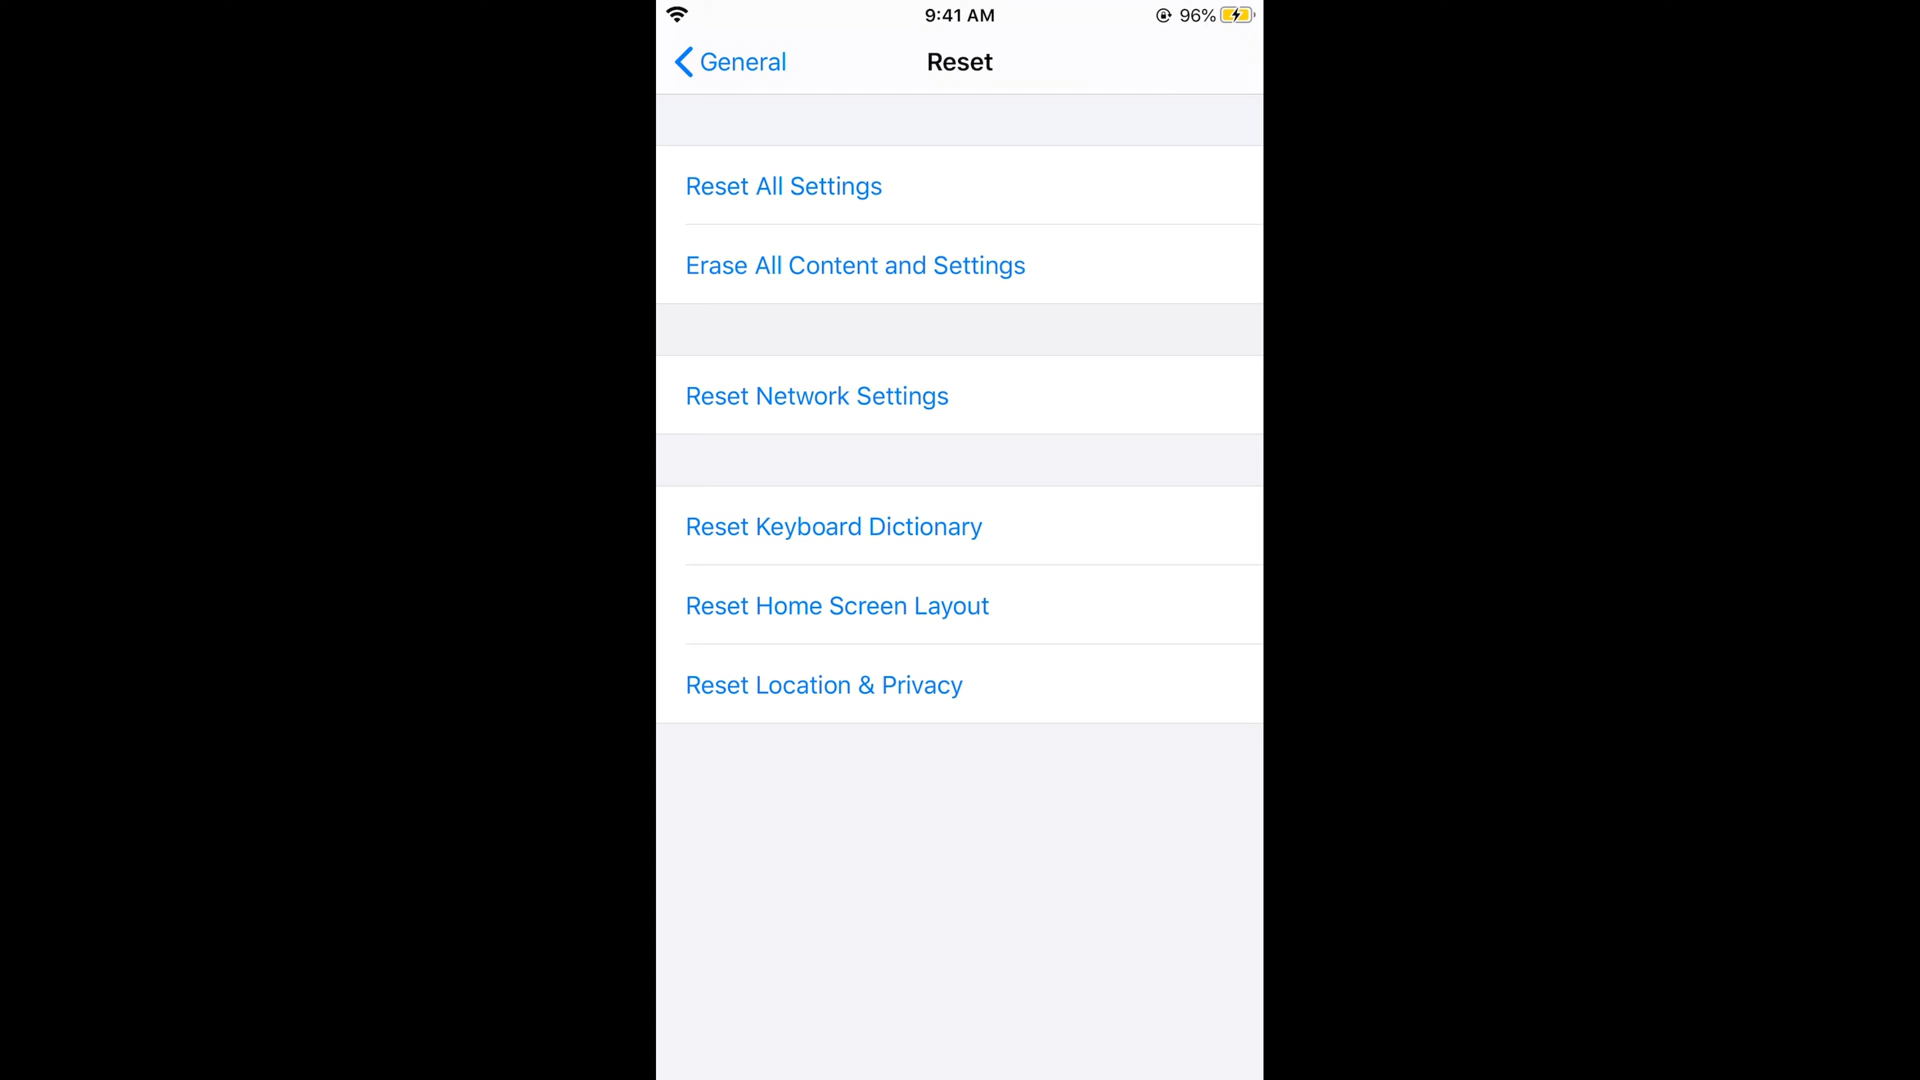 9:41 AM
96%
General
Reset
Reset All Settings
Erase All Content and Settings
Reset Network Settings
Reset Keyboard Dictionary
Reset Home Screen Layout
Reset Location & Privacy